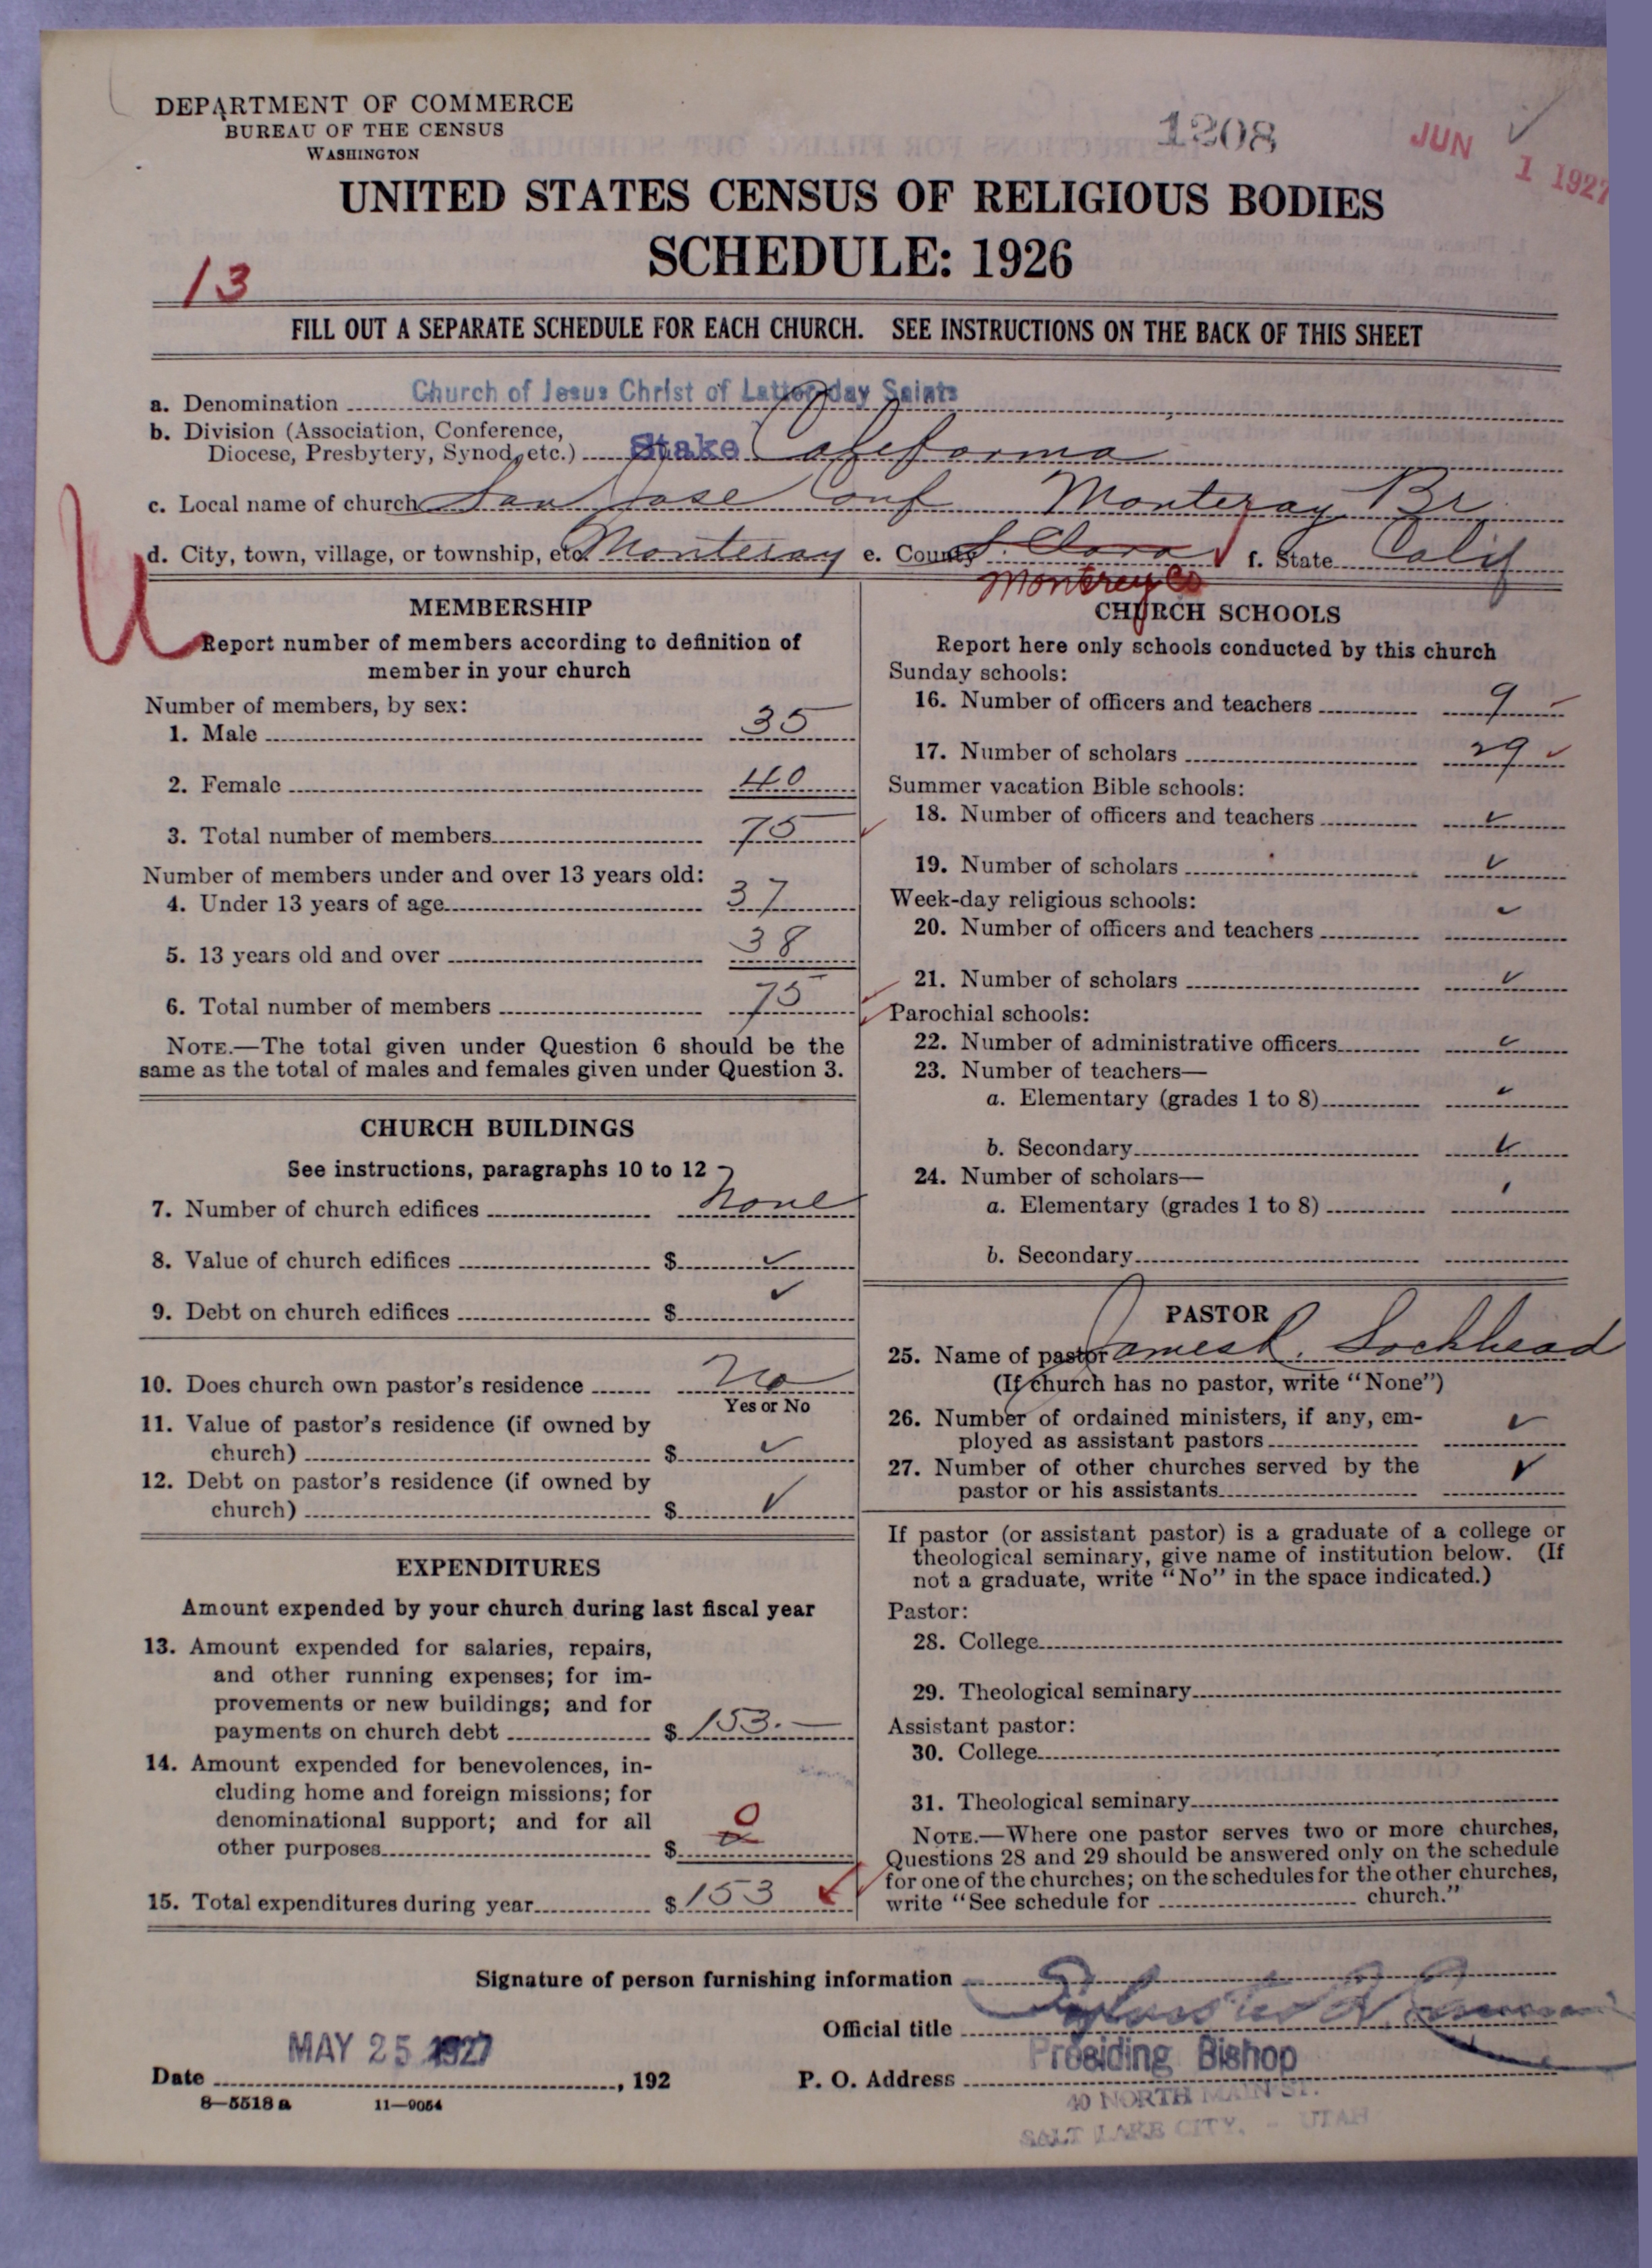 DEPARTMENT OF COMMERCE
BUREAU OF THE CENSUS
WASHINGTON
1208
JUN 1 1927
UNITED STATES CENSUS OF RELIGIOUS BODIES
SCHEDULE: 1926
13
FILL OUT A SEPARATE SCHEDULE FOR EACH CHURCH. SEE INSTRUCTIONS ON THE BACK OF THIS SHEET
a. Denomination Church of Jesus Christ of Latter-day Saints
b. Division (Association, Conference,
Diocese, Presbytery, Synod, etc.) Stake California
c. Local name of church San Jose Conf Monteray Br
d. City, town, village, or township, etc. Monteray e. County S. Clara f. State Calif
Monterey Co
MEMBERSHIP
Report number of members according to definition of
member in your church
Number of members, by sex:
1. Male 35
2. Female 40
3. Total number of members 75
Number of members under and over 13 years old:
4. Under 13 years of age 37
5. 13 years old and over 38
6. Total number of members 75
NOTE.—The total given under Question 6 should be the
same as the total of males and females given under Question 3.
CHURCH BUILDINGS
See instructions, paragraphs 10 to 12
7. Number of church edifices None
8. Value of church edifices $ ✓
9. Debt on church edifices $ ✓
10. Does church own pastor's residence No
Yes or No
11. Value of pastor's residence (if owned by
church) $ ✓
12. Debt on pastor's residence (if owned by
church) $ ✓
EXPENDITURES
Amount expended by your church during last fiscal year
13. Amount expended for salaries, repairs,
and other running expenses; for im-
provements or new buildings; and for
payments on church debt $ 153.—
14. Amount expended for benevolences, in-
cluding home and foreign missions; for
denominational support; and for all
other purposes $ 0
15. Total expenditures during year $ 153
CHURCH SCHOOLS
Report here only schools conducted by this church
Sunday schools:
16. Number of officers and teachers 9
17. Number of scholars 29
Summer vacation Bible schools:
18. Number of officers and teachers ✓
19. Number of scholars ✓
Week-day religious schools:
20. Number of officers and teachers ✓
21. Number of scholars ✓
Parochial schools:
22. Number of administrative officers ✓
23. Number of teachers—
a. Elementary (grades 1 to 8) ✓
b. Secondary ✓
24. Number of scholars—
a. Elementary (grades 1 to 8)
b. Secondary
PASTOR
25. Name of pastor James L. Lockhead
(If church has no pastor, write "None")
26. Number of ordained ministers, if any, em-
ployed as assistant pastors ✓
27. Number of other churches served by the
pastor or his assistants ✓
If pastor (or assistant pastor) is a graduate of a college or
theological seminary, give name of institution below. (If
not a graduate, write "No" in the space indicated.)
Pastor:
28. College
29. Theological seminary
Assistant pastor:
30. College
31. Theological seminary
NOTE.—Where one pastor serves two or more churches,
Questions 28 and 29 should be answered only on the schedule
for one of the churches; on the schedules for the other churches,
write "See schedule for church."
Signature of person furnishing information
Official title
Presiding Bishop
MAY 25 1927
Date , 192
P. O. Address
40 NORTH MAIN ST.
SALT LAKE CITY, - UTAH
8—5518 a 11—9054